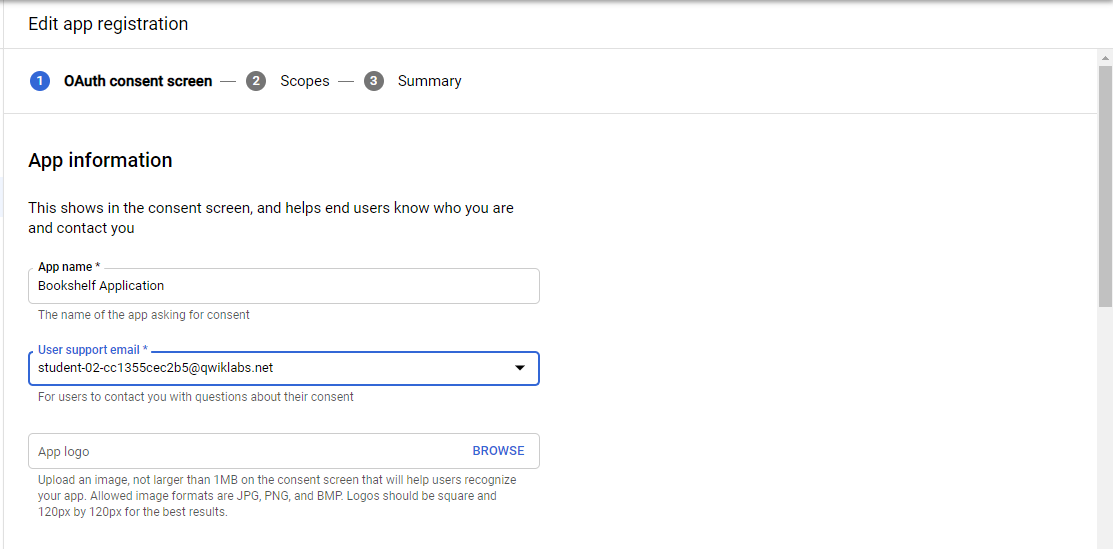 Edit app registration
1 OAuth consent screen — 2 Scopes — 3 Summary
App information
This shows in the consent screen, and helps end users know who you are
and contact you
App name *
Bookshelf Application
The name of the app asking for consent
User support email *
student-02-cc1355cec2b5@qwiklabs.net
For users to contact you with questions about their consent
App logo BROWSE
Upload an image, not larger than 1MB on the consent screen that will help users recognize
your app. Allowed image formats are JPG, PNG, and BMP. Logos should be square and
120px by 120px for the best results.